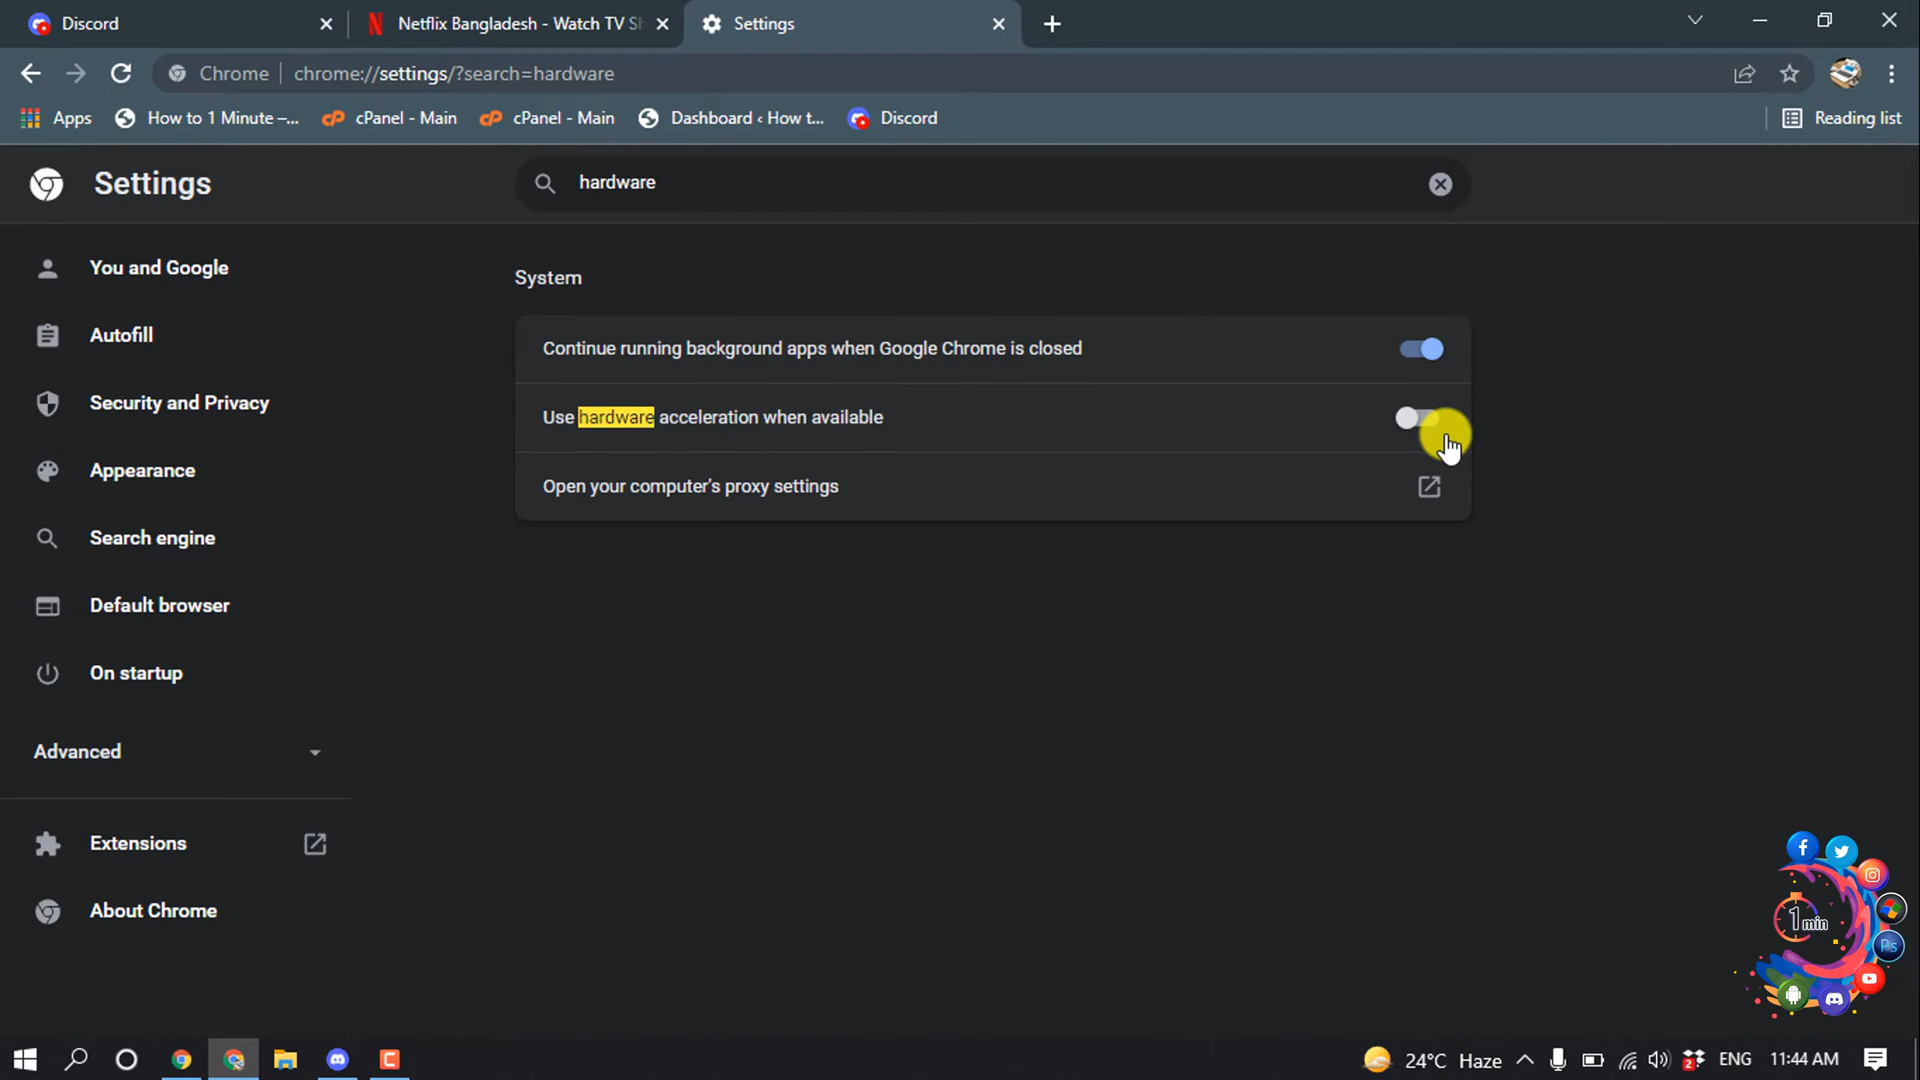 Discord
Netflix Bangladesh - Watch TV Sh
Settings
Chrome
chrome://settings/?search=hardware
Apps
How to 1 Minute –...
cPanel - Main
cPanel - Main
Dashboard ‹ How t...
Discord
Reading list
Settings
hardware
You and Google
Autofill
Security and Privacy
Appearance
Search engine
Default browser
On startup
Advanced
Extensions
About Chrome
System
Continue running background apps when Google Chrome is closed
Use hardware acceleration when available
Open your computer's proxy settings
1 min
Ps
24°C Haze
2
ENG
11:44 AM